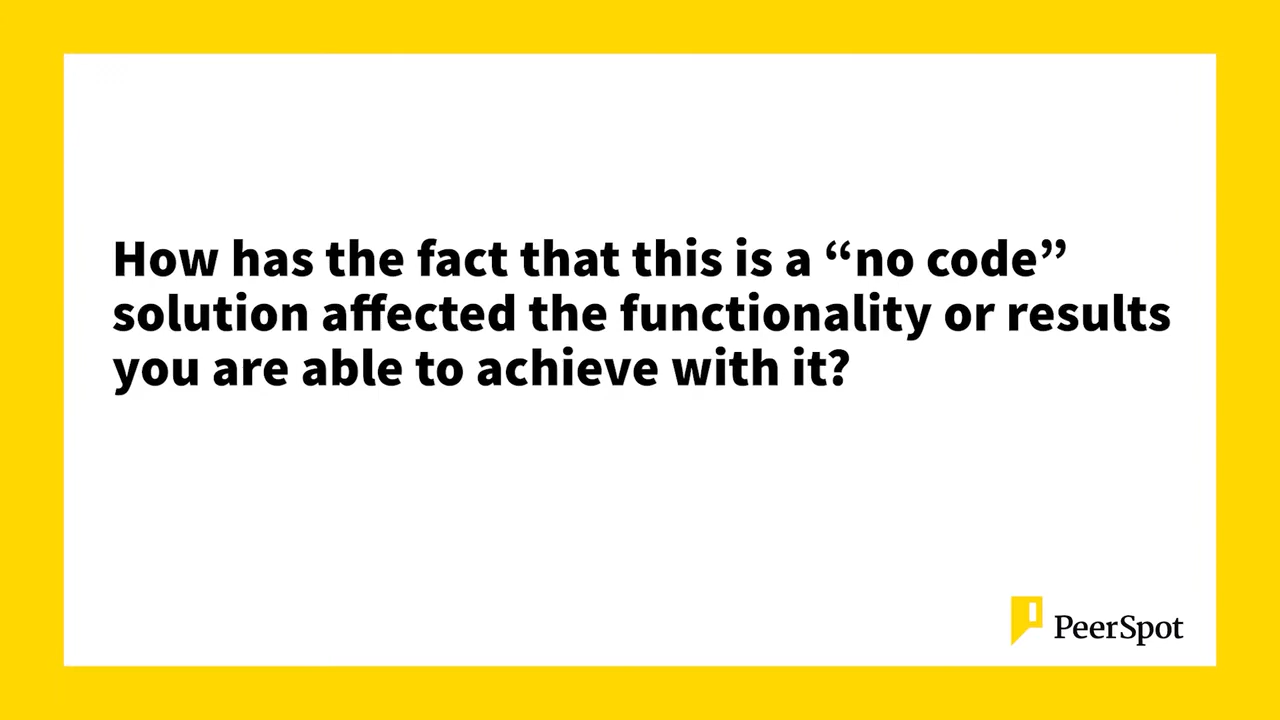 How has the fact that this is a “no code”
solution affected the functionality or results
you are able to achieve with it?
PeerSpot